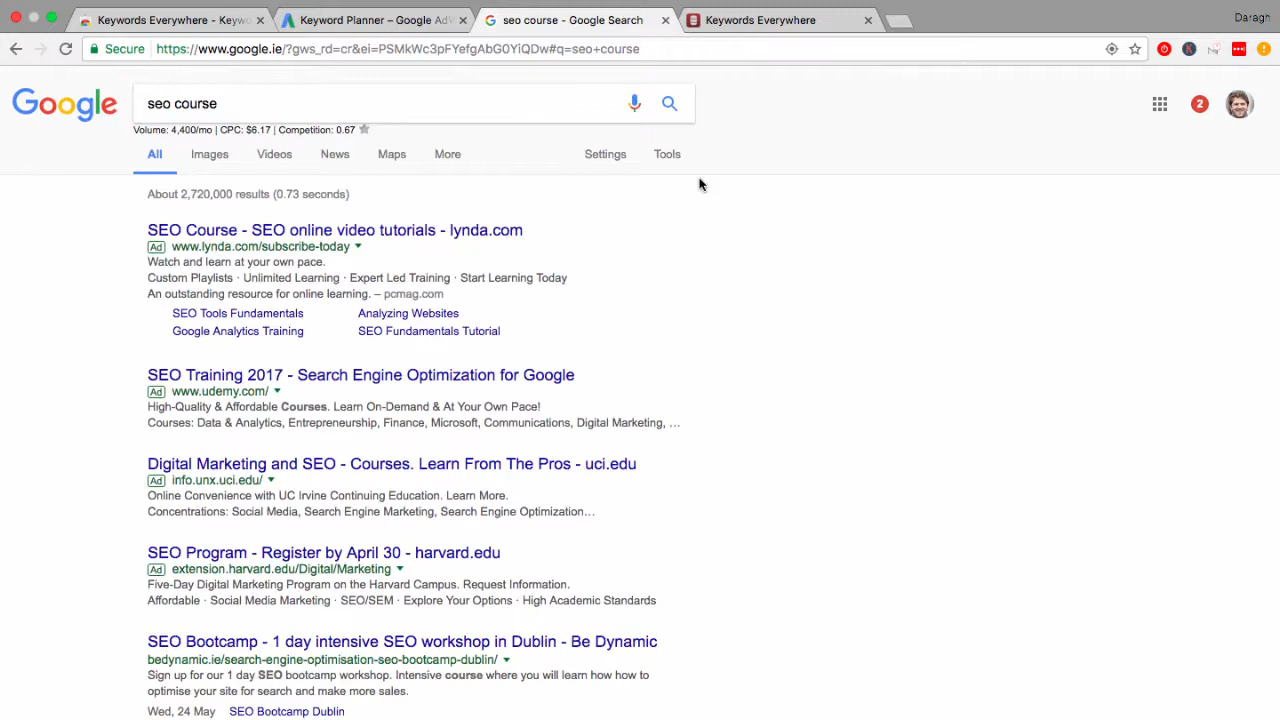 Keywords Everywhere - Keywo
Keyword Planner – Google AdW
seo course - Google Search
Keywords Everywhere
Daragh
Secure
https://www.google.ie/?gws_rd=cr&ei=PSMkWc3pFYefgAbG0YiQDw#q=seo+course
Google
seo course
2
Volume: 4,400/mo | CPC: $6.17 | Competition: 0.67
All Images Videos News Maps More Settings Tools
About 2,720,000 results (0.73 seconds)
SEO Course - SEO online video tutorials - lynda.com
Ad www.lynda.com/subscribe-today
Watch and learn at your own pace.
Custom Playlists · Unlimited Learning · Expert Led Training · Start Learning Today
An outstanding resource for online learning. – pcmag.com
SEO Tools Fundamentals Analyzing Websites
Google Analytics Training SEO Fundamentals Tutorial
SEO Training 2017 - Search Engine Optimization for Google
Ad www.udemy.com/
High-Quality & Affordable Courses. Learn On-Demand & At Your Own Pace!
Courses: Data & Analytics, Entrepreneurship, Finance, Microsoft, Communications, Digital Marketing, …
Digital Marketing and SEO - Courses. Learn From The Pros - uci.edu
Ad info.unx.uci.edu/
Online Convenience with UC Irvine Continuing Education. Learn More.
Concentrations: Social Media, Search Engine Marketing, Search Engine Optimization…
SEO Program - Register by April 30 - harvard.edu
Ad extension.harvard.edu/Digital/Marketing
Five-Day Digital Marketing Program on the Harvard Campus. Request Information.
Affordable · Social Media Marketing · SEO/SEM · Explore Your Options · High Academic Standards
SEO Bootcamp - 1 day intensive SEO workshop in Dublin - Be Dynamic
bedynamic.ie/search-engine-optimisation-seo-bootcamp-dublin/
Sign up for our 1 day SEO bootcamp workshop. Intensive course where you will learn how how to
optimise your site for search and make more sales.
Wed, 24 May SEO Bootcamp Dublin